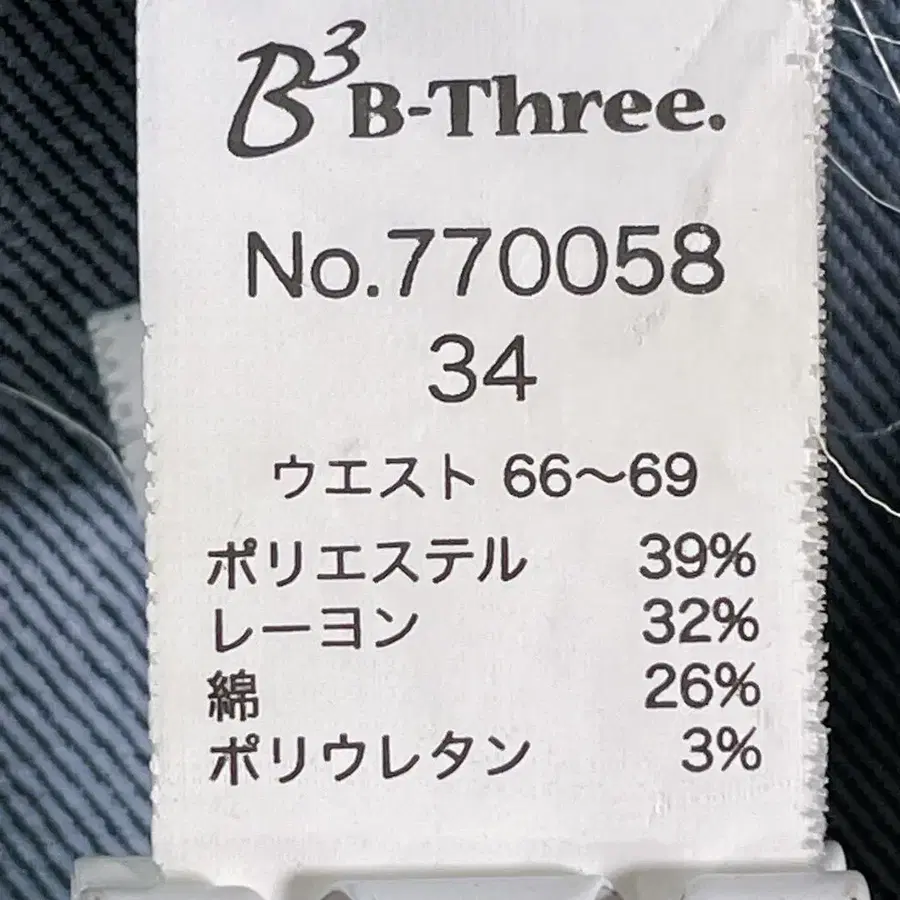 B³ B-Three.
No.770058
34
ウエスト 66〜69
ポリエステル 39%
レーヨン 32%
綿 26%
ポリウレタン 3%